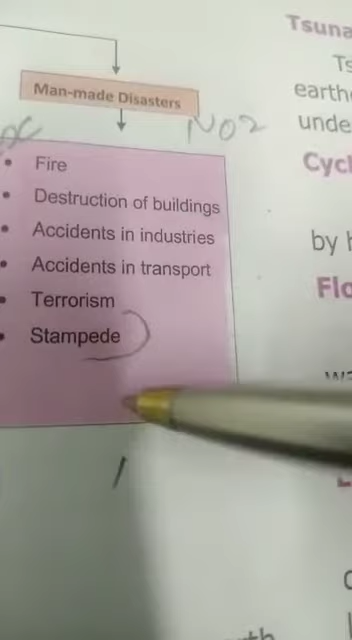 Tsuna
Ts
earthe
unde
Cycl
by h
Flo
Man-made Disasters
NO2
• Fire
• Destruction of buildings
• Accidents in industries
• Accidents in transport
• Terrorism
• Stampede